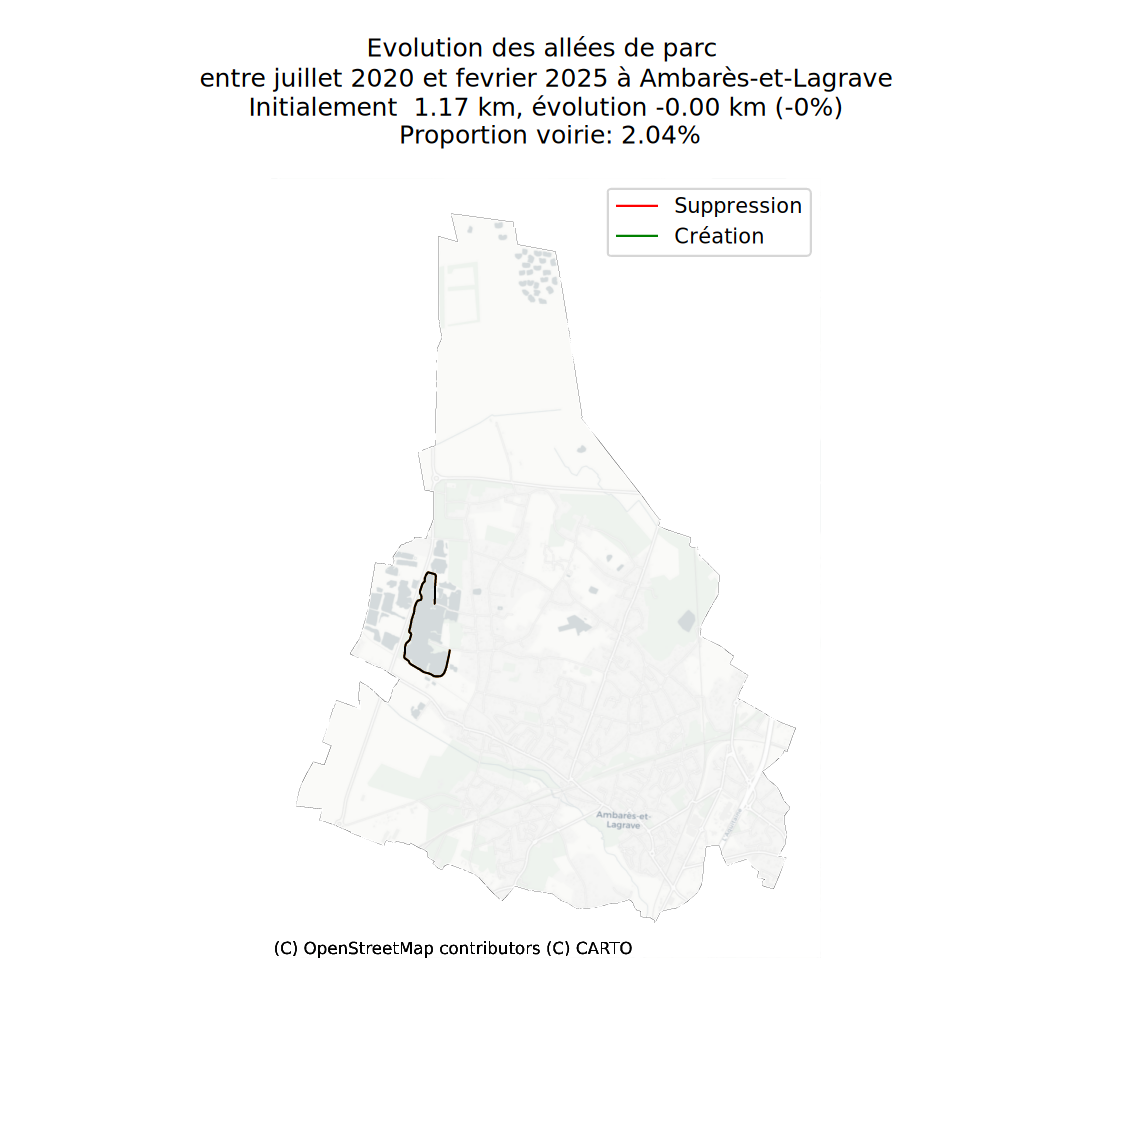 Evolution des allées de parc
entre juillet 2020 et fevrier 2025 à Ambarès-et-Lagrave
Initialement  1.17 km, évolution -0.00 km (-0%)
Proportion voirie: 2.04%
Suppression
Création
Ambarès-et-
Lagrave
L'Aquitaine
(C) OpenStreetMap contributors (C) CARTO